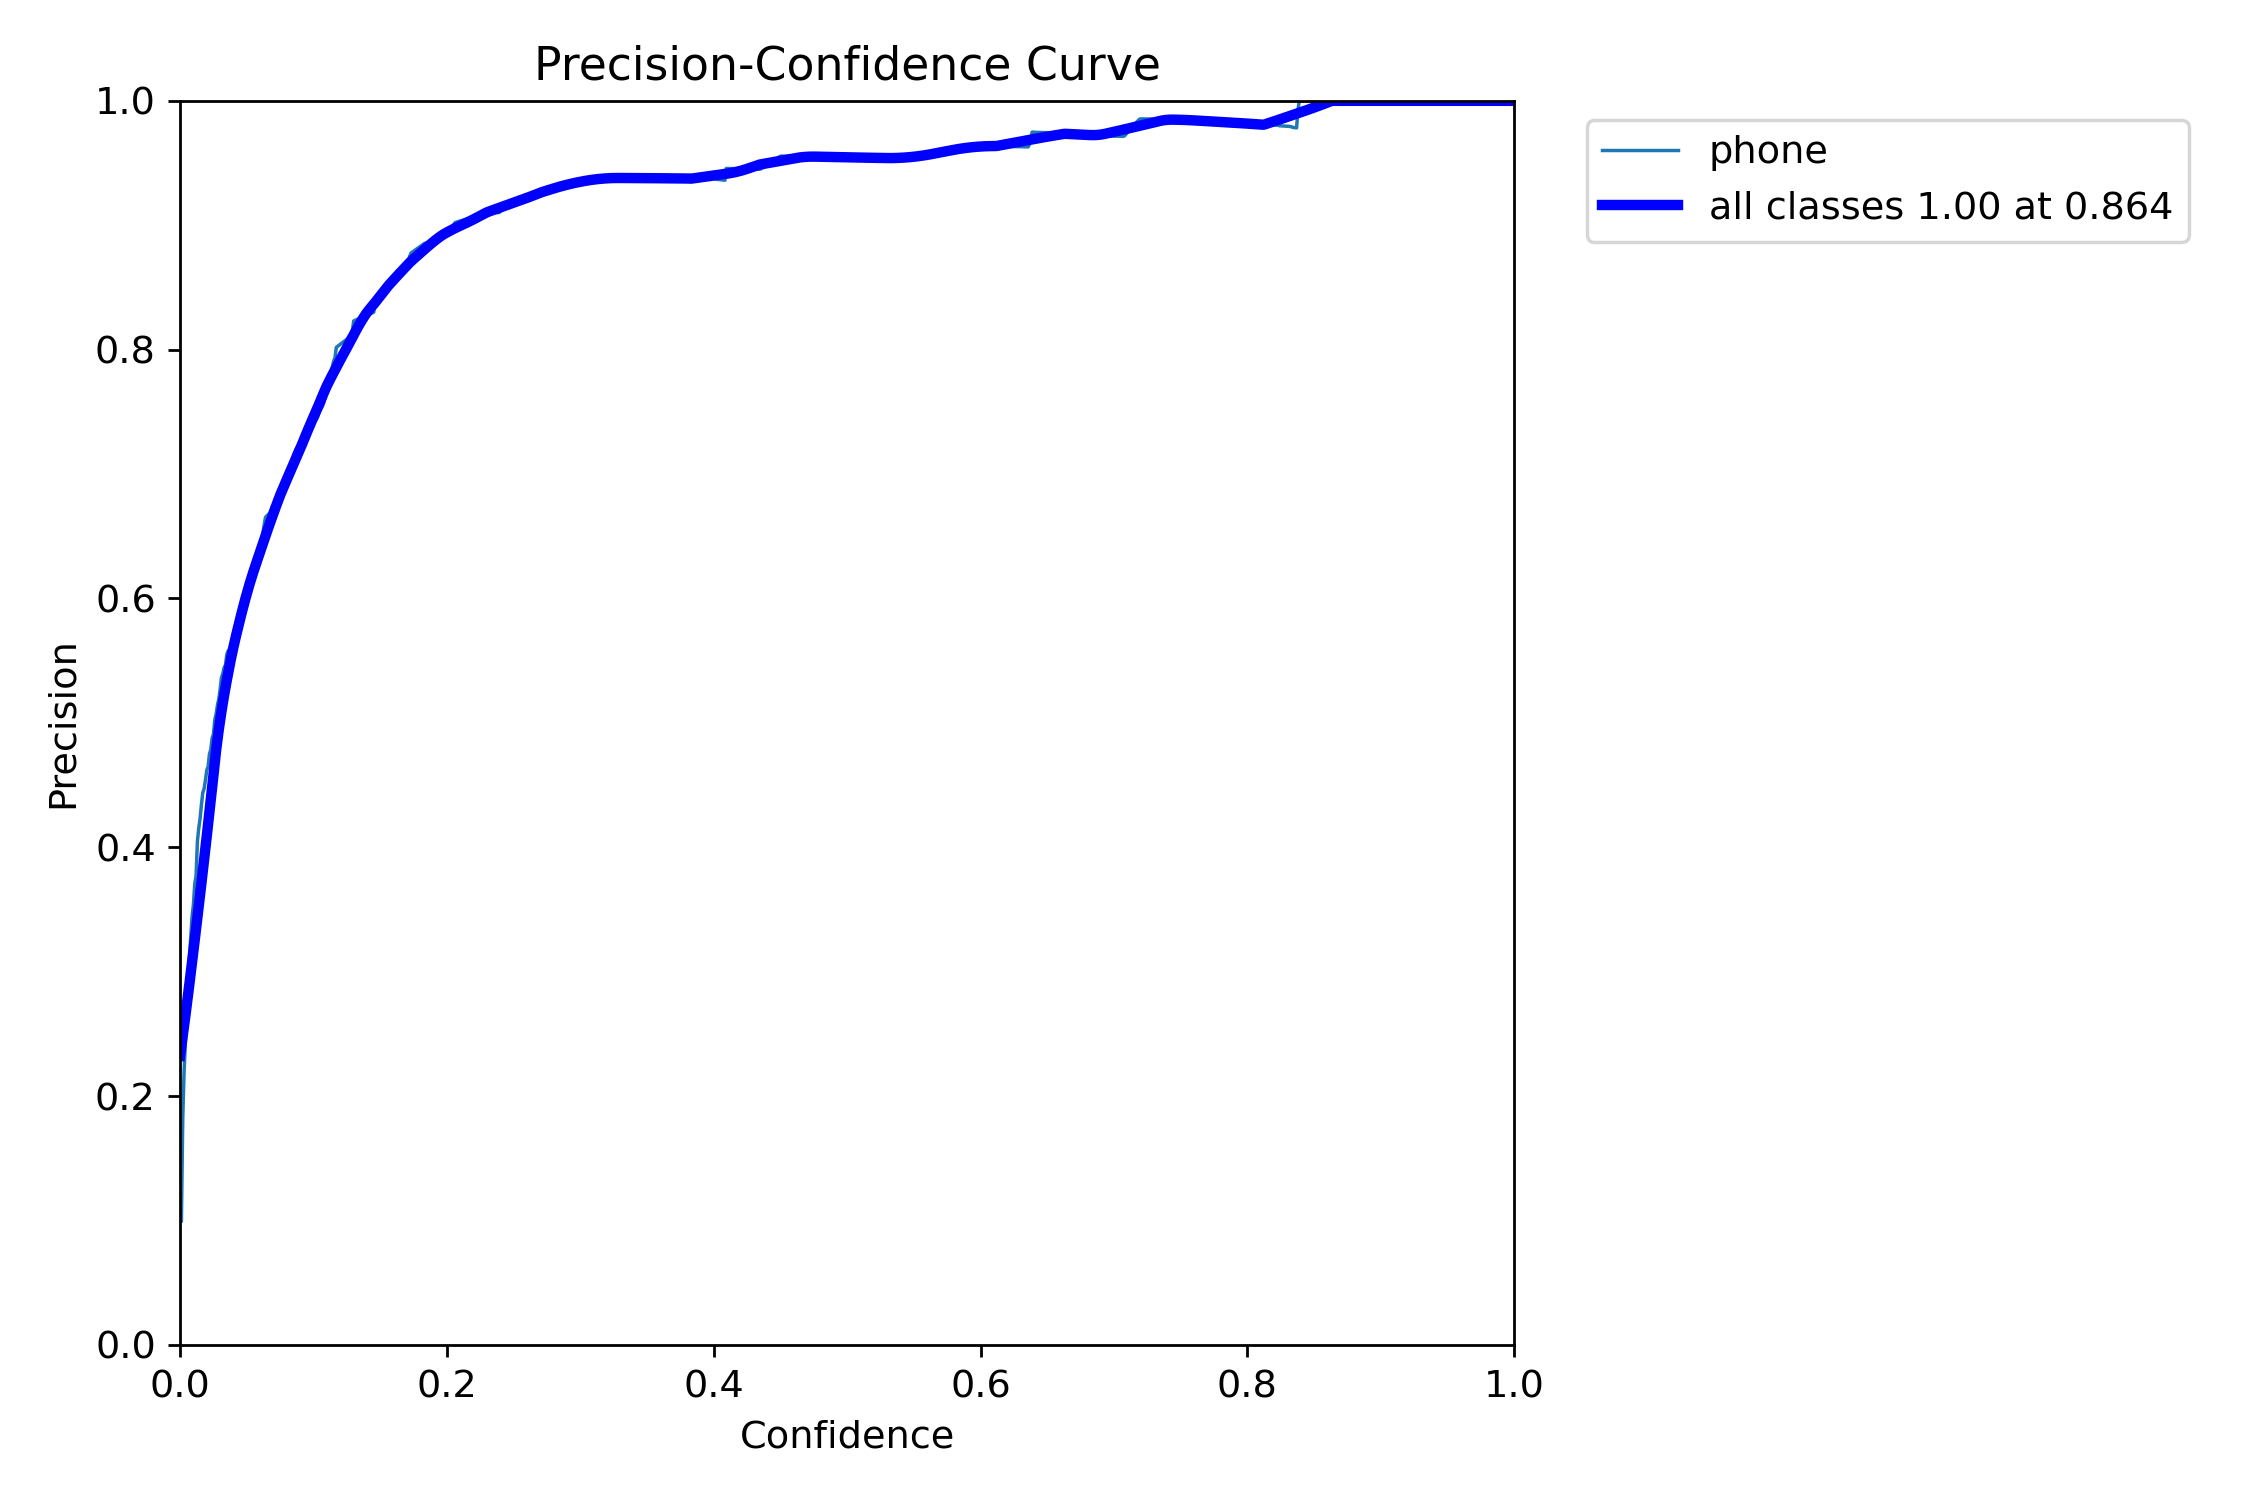 Precision-Confidence Curve
1.0
0.8
0.6
0.4
0.2
0.0
Precision
0.0 0.2 0.4 0.6 0.8 1.0
Confidence
phone
all classes 1.00 at 0.864